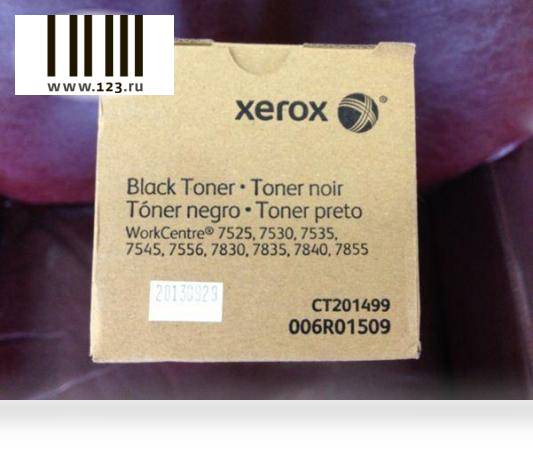 www.123.ru
xerox ®
Black Toner • Toner noir
Tóner negro • Toner preto
WorkCentre® 7525, 7530, 7535,
7545, 7556, 7830, 7835, 7840, 7855
20130929
CT201499
006R01509